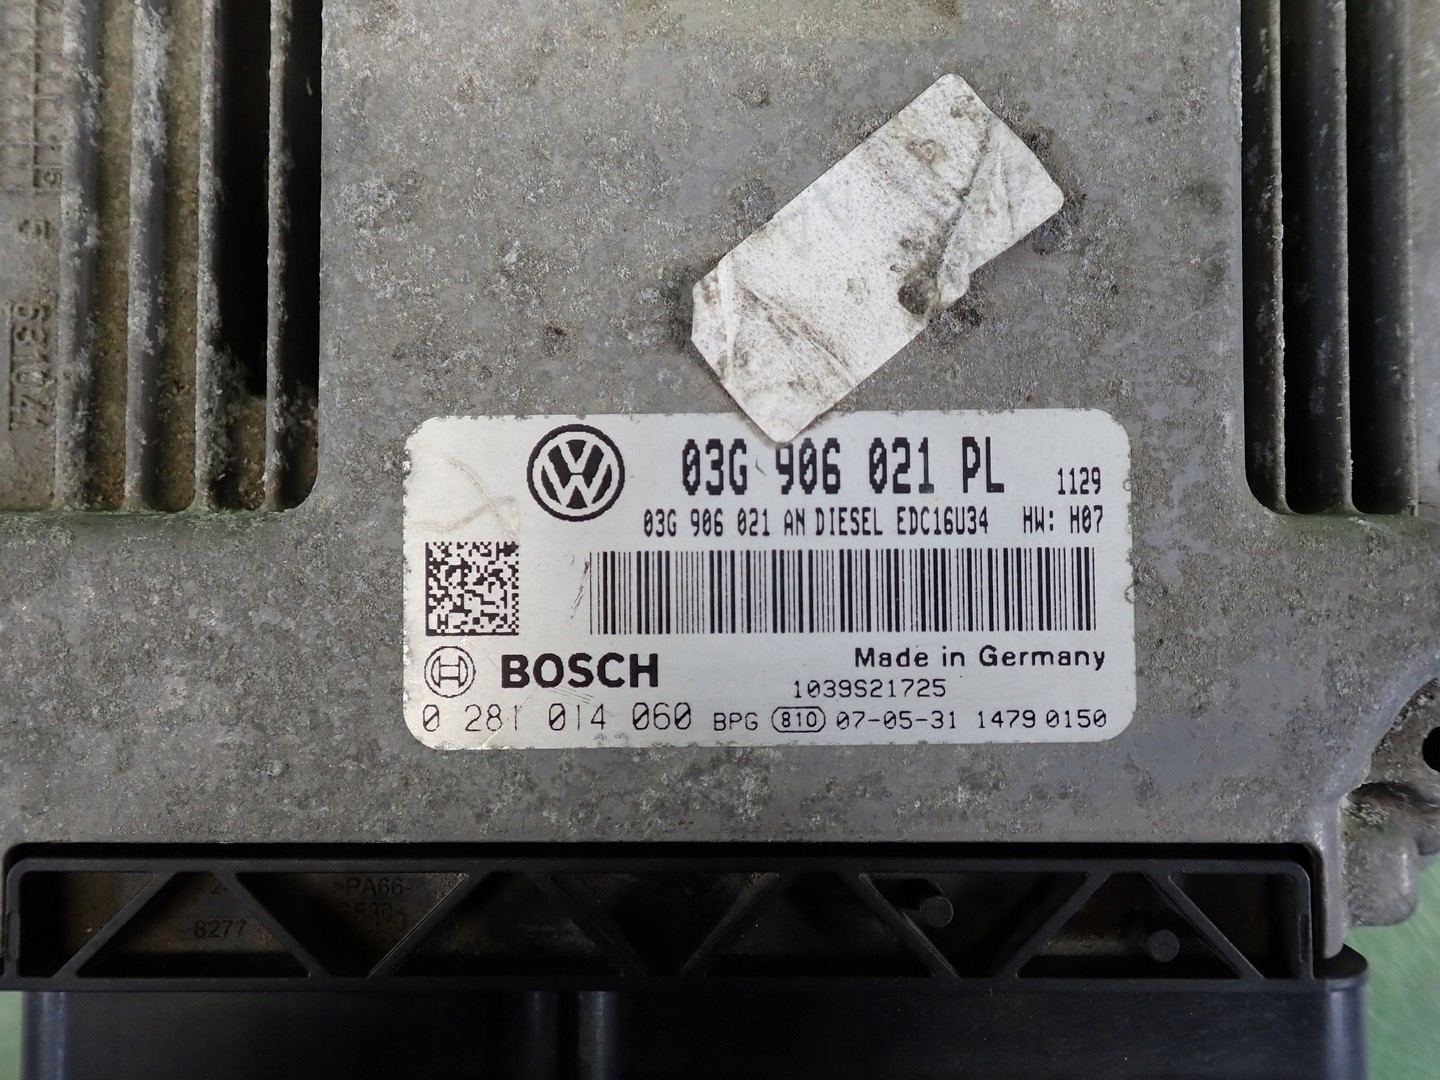 03G 906 021 PL 1129
03G 906 021 AN DIESEL EDC16U34 HW: H07
BOSCH
Made in Germany
1039S21725
0 281 014 060 BPG 810 07-05-31 1479 0150
>PA66-
8277